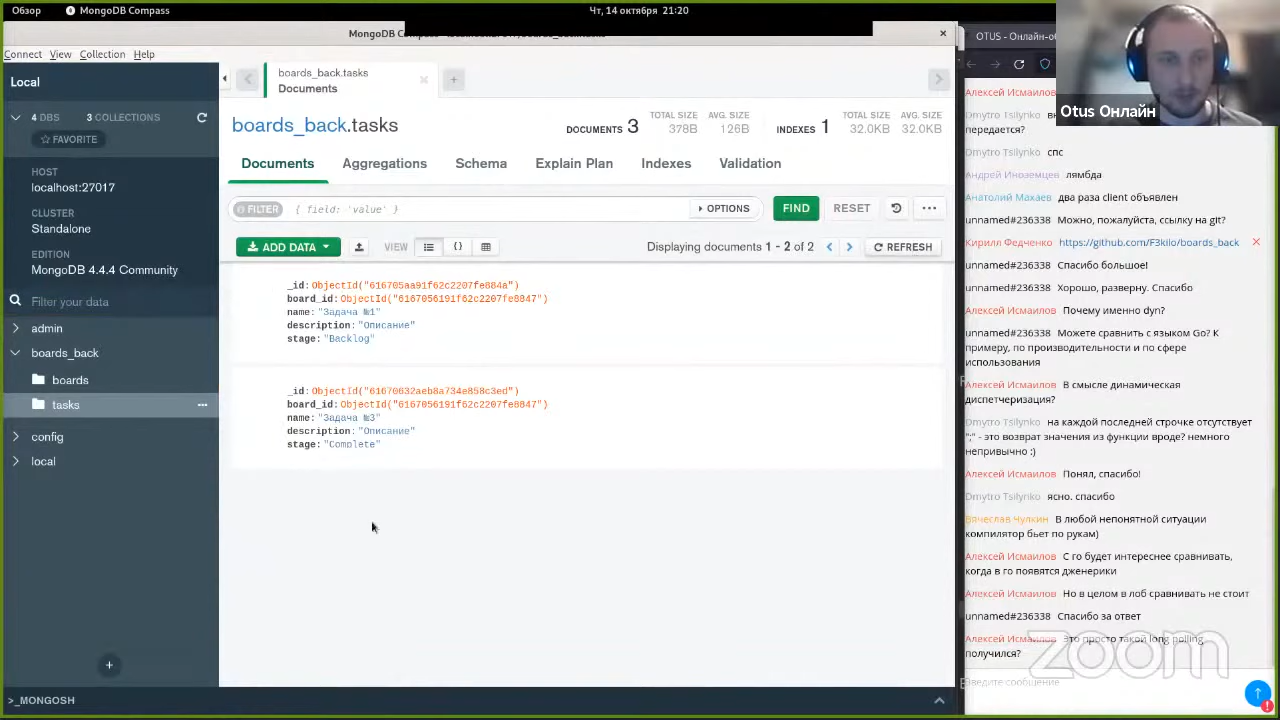 Обзор
MongoDB Compass
Чт, 14 октября 21:20
Connect View Collection Help
Local
4 DBS 3 COLLECTIONS
FAVORITE
HOST
localhost:27017
CLUSTER
Standalone
EDITION
MongoDB 4.4.4 Community
Filter your data
admin
boards_back
boards
tasks
config
local
>_MONGOSH
boards_back.tasks
Documents
boards_back.tasks
DOCUMENTS 3
TOTAL SIZE
378B
AVG. SIZE
126B
INDEXES 1
TOTAL SIZE
32.0KB
AVG. SIZE
32.0KB
Documents Aggregations Schema Explain Plan Indexes Validation
FILTER { field: 'value' }
OPTIONS
FIND
RESET
ADD DATA
VIEW
Displaying documents 1 - 2 of 2
REFRESH
_id:ObjectId("616705aa91f62c2207fe884a")
board_id:ObjectId("6167056191f62c2207fe8847")
name:"Задача №1"
description:"Описание"
stage:"Backlog"
_id:ObjectId("61670632aeb8a734e858c3ed")
board_id:ObjectId("6167056191f62c2207fe8847")
name:"Задача №3"
description:"Описание"
stage:"Complete"
Otus Онлайн
Алексей Исмаилов
Dmytro Tsilynko
передается?
Dmytro Tsilynko спс
Андрей Иноземцев лямбда
Анатолий Махаев два раза client объявлен
unnamed#236338 Можно, пожалуйста, ссылку на git?
Кирилл Федченко https://github.com/F3kilo/boards_back
unnamed#236338 Спасибо большое!
unnamed#236338 Хорошо, разверну. Спасибо
Алексей Исмаилов Почему именно dyn?
unnamed#236338 Можете сравнить с языком Go? К
примеру, по производительности и по сфере
использования
Алексей Исмаилов В смысле динамическая
диспетчеризация?
Dmytro Tsilynko на каждой последней строчке отсутствует
";" - это возврат значения из функции вроде? немного
непривычно :)
Алексей Исмаилов Понял, спасибо!
Dmytro Tsilynko ясно. спасибо
Вячеслав Чулкин В любой непонятной ситуации
компилятор бьет по рукам)
Алексей Исмаилов С го будет интереснее сравнивать,
когда в го появятся дженерики
Алексей Исмаилов Но в целом в лоб сравнивать не стоит
unnamed#236338 Спасибо за ответ
Алексей Исмаилов Это просто такой long polling
получился?
Введите сообщение
zoom